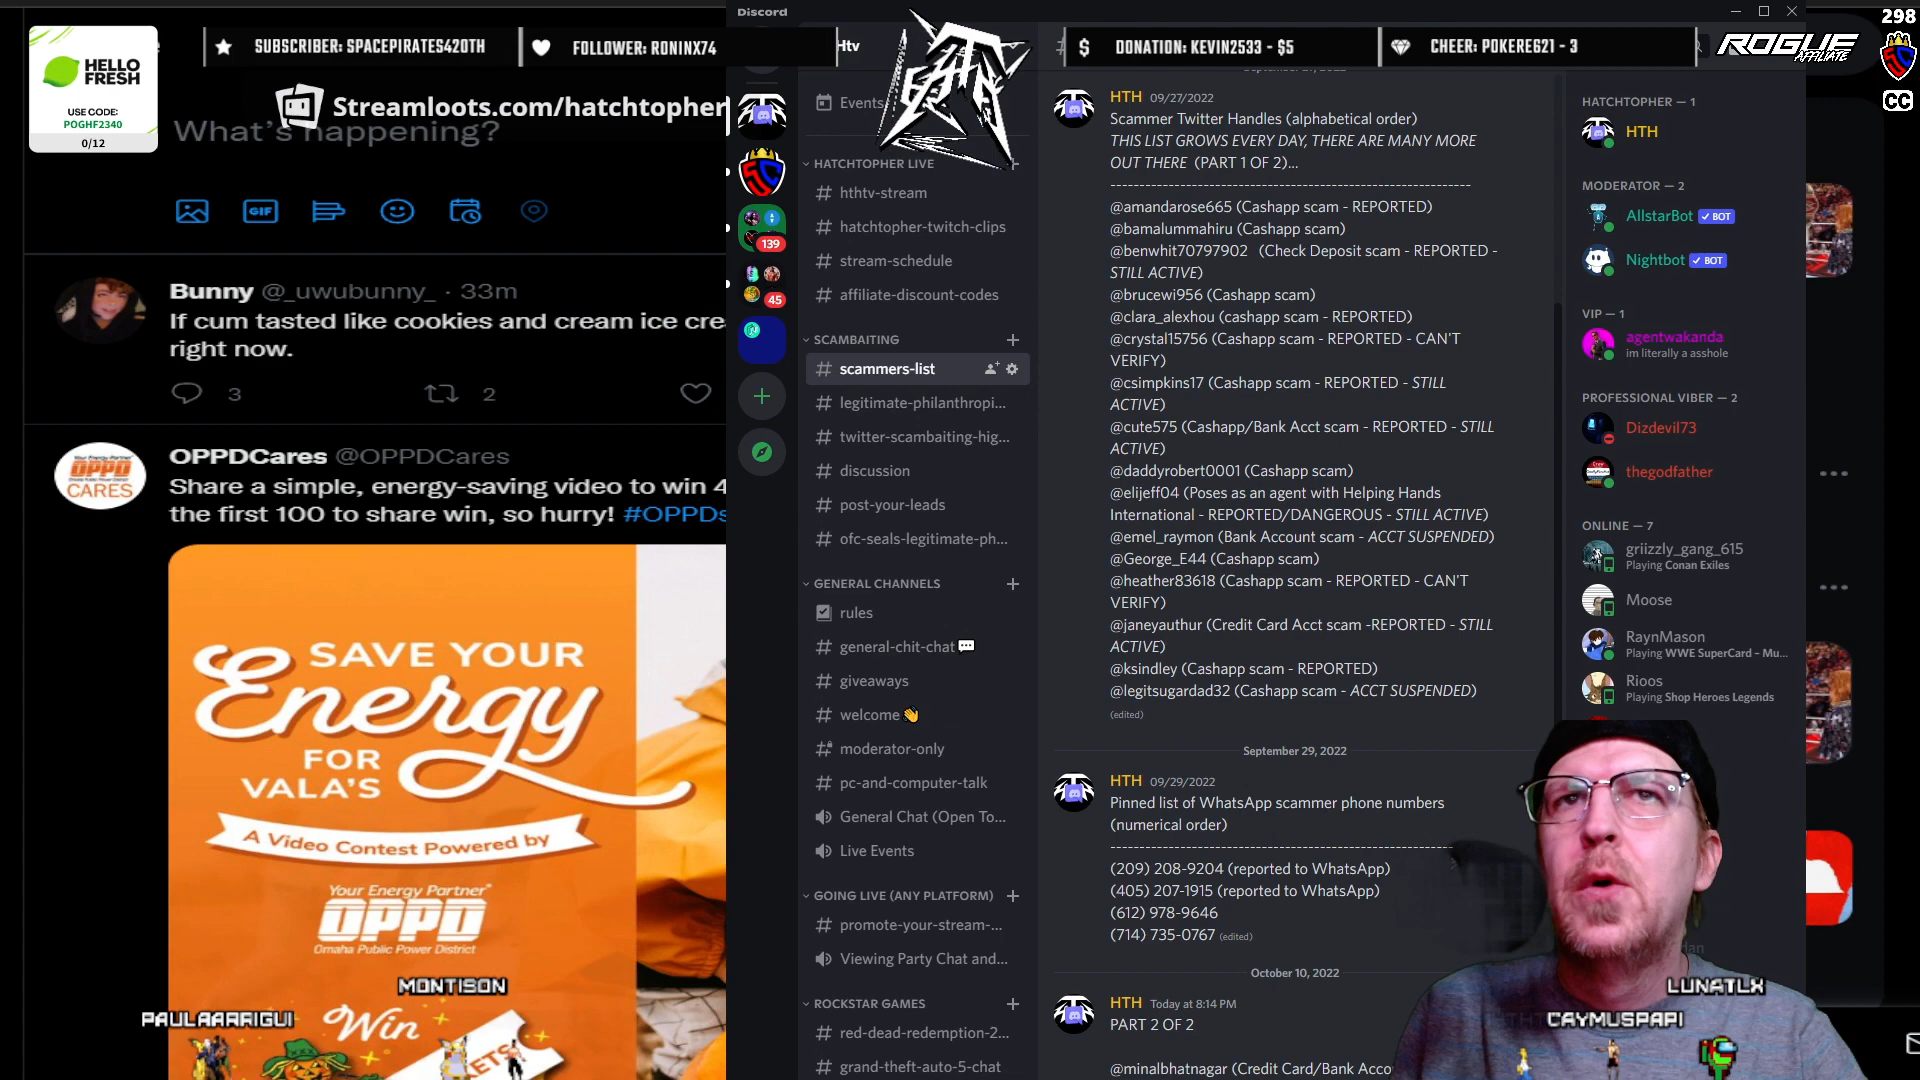 Discord
298
HELLO
FRESH
USE CODE:
POGHF2340
0/12
SUBSCRIBER: SPACEPIRATES420TH
FOLLOWER: RONINX74
Htv
DONATION: KEVIN2533 - $5
CHEER: POKERE621 - 3
ROGUE
AFFILIATE
CC
Streamloots.com/hatchtopher
What's happening?
GIF
Bunny @_uwubunny_ · 33m
If cum tasted like cookies and cream ice cre
right now.
3
2
OPPDCares @OPPDCares
Share a simple, energy-saving video to win 4
the first 100 to share win, so hurry! #OPPDs
Your Energy Partner
OPPD
CARES
SAVE YOUR
Energy
FOR
VALA'S
A Video Contest Powered by
Your Energy Partner®
OPPD
Omaha Public Power District
Win
MONTISON
PAULAARRIGUI
139
45
Events
HATCHTOPHER LIVE
hthtv-stream
hatchtopher-twitch-clips
stream-schedule
affiliate-discount-codes
SCAMBAITING
scammers-list
legitimate-philanthropi...
twitter-scambaiting-hig...
discussion
post-your-leads
ofc-seals-legitimate-ph...
GENERAL CHANNELS
rules
general-chit-chat
giveaways
welcome
moderator-only
pc-and-computer-talk
General Chat (Open To...
Live Events
GOING LIVE (ANY PLATFORM)
promote-your-stream-...
Viewing Party Chat and...
ROCKSTAR GAMES
red-dead-redemption-2...
grand-theft-auto-5-chat
HTH 09/27/2022
Scammer Twitter Handles (alphabetical order)
THIS LIST GROWS EVERY DAY, THERE ARE MANY MORE
OUT THERE (PART 1 OF 2)...
--------------------------------------------------------------
@amandarose665 (Cashapp scam - REPORTED)
@bamalummahiru (Cashapp scam)
@benwhit70797902 (Check Deposit scam - REPORTED -
STILL ACTIVE)
@brucewi956 (Cashapp scam)
@clara_alexhou (cashapp scam - REPORTED)
@crystal15756 (Cashapp scam - REPORTED - CAN'T
VERIFY)
@csimpkins17 (Cashapp scam - REPORTED - STILL
ACTIVE)
@cute575 (Cashapp/Bank Acct scam - REPORTED - STILL
ACTIVE)
@daddyrobert0001 (Cashapp scam)
@elijeff04 (Poses as an agent with Helping Hands
International - REPORTED/DANGEROUS - STILL ACTIVE)
@emel_raymon (Bank Account scam - ACCT SUSPENDED)
@George_E44 (Cashapp scam)
@heather83618 (Cashapp scam - REPORTED - CAN'T
VERIFY)
@janeyauthur (Credit Card Acct scam -REPORTED - STILL
ACTIVE)
@ksindley (Cashapp scam - REPORTED)
@legitsugardad32 (Cashapp scam - ACCT SUSPENDED)
(edited)
September 29, 2022
HTH 09/29/2022
Pinned list of WhatsApp scammer phone numbers
(numerical order)
-----------------------------------------------------------
(209) 208-9204 (reported to WhatsApp)
(405) 207-1915 (reported to WhatsApp)
(612) 978-9646
(714) 735-0767 (edited)
October 10, 2022
HTH Today at 8:14 PM
PART 2 OF 2
@minalbhatnagar (Credit Card/Bank Acco
HATCHTOPHER — 1
HTH
MODERATOR — 2
AllstarBot BOT
Nightbot BOT
VIP — 1
agentwakanda
im literally a asshole
PROFESSIONAL VIBER — 2
Dizdevil73
thegodfather
ONLINE — 7
griizzly_gang_615
Playing Conan Exiles
Moose
RaynMason
Playing WWE SuperCard – Mu...
Rioos
Playing Shop Heroes Legends
LUNATLX
CAYMUSPAPI